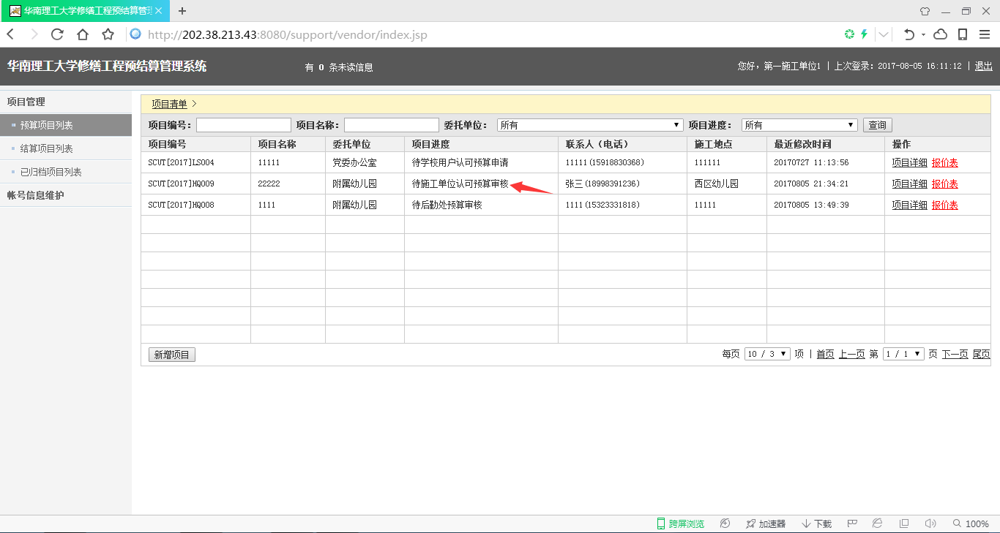 华南理工大学修缮工程预结算管理
http://202.38.213.43:8080/support/vendor/index.jsp
华南理工大学修缮工程预结算管理系统 有 0 条未读信息 您好，第一施工单位1 | 上次登录：2017-08-05 16:11:12 | 退出
项目管理
预算项目列表
结算项目列表
已归档项目列表
帐号信息维护
项目清单 >
项目编号： 项目名称： 委托单位： 所有 项目进度： 所有 查询
项目编号 项目名称 委托单位 项目进度 联系人（电话） 施工地点 最近修改时间 操作
SCUT[2017]LS004 11111 党委办公室 待学校用户认可预算申请 11111(15918830368) 111111 20170727 11:13:56 项目详细 报价表
SCUT[2017]HQ009 22222 附属幼儿园 待施工单位认可预算审核 张三(18998391236) 西区幼儿园 20170805 21:34:21 项目详细 报价表
SCUT[2017]HQ008 1111 附属幼儿园 待后勤处预算审核 1111(15323331818) 11111 20170805 13:49:39 项目详细 报价表
新增项目 每页 10 / 3 项 | 首页 上一页 第 1 / 1 页 下一页 尾页
跨屏浏览 加速器 下载 100%